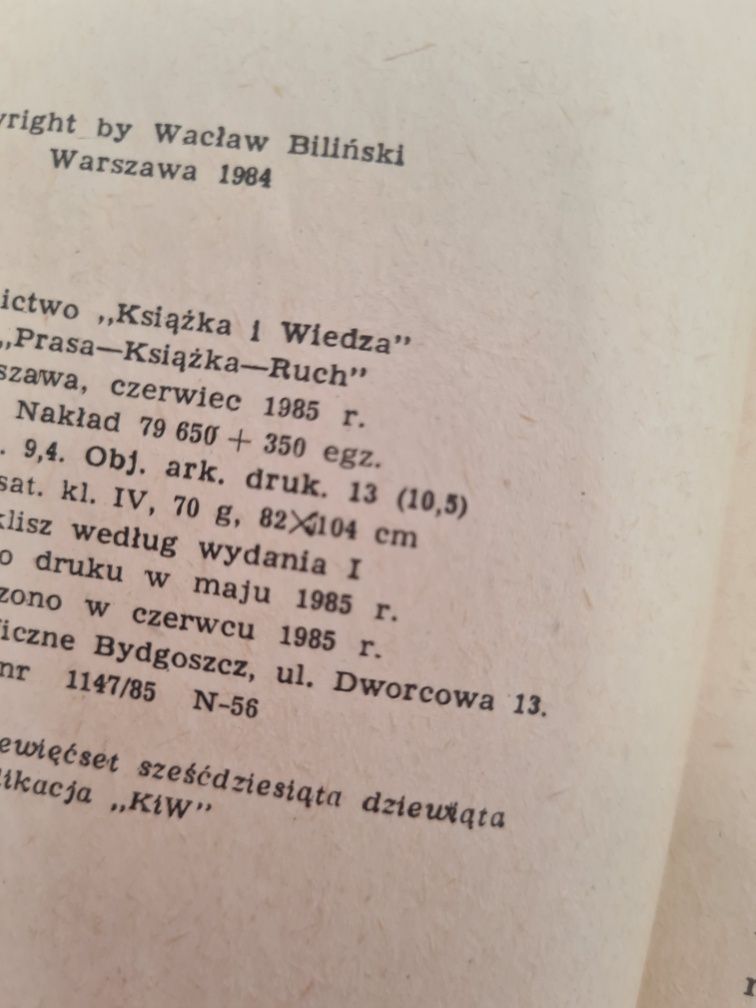 yright by Wacław Biliński
Warszawa 1984
ictwo „Książka i Wiedza”
„Prasa—Książka—Ruch”
szawa, czerwiec 1985 r.
Nakład 79 650 + 350 egz.
. 9,4. Obj. ark. druk. 13 (10,5)
sat. kl. IV, 70 g, 82×104 cm
klisz według wydania I
o druku w maju 1985 r.
zono w czerwcu 1985 r.
ficzne Bydgoszcz, ul. Dworcowa 13.
nr 1147/85 N-56
ewięćset sześćdziesiąta dziewiąta
likacja „KiW”